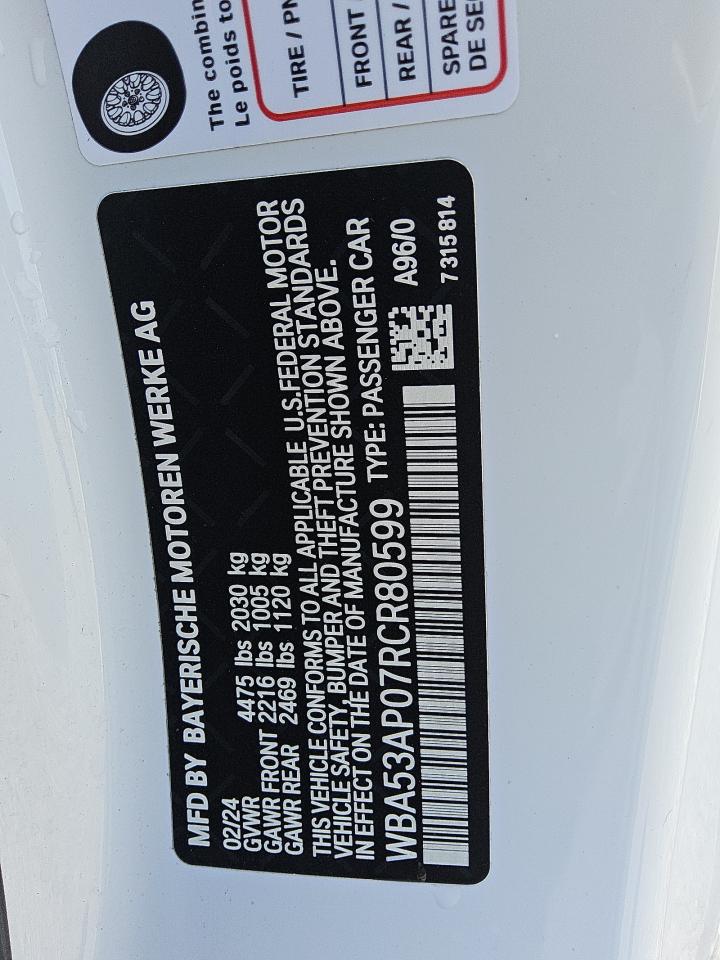 The combin
Le poids to
TIRE / PN
FRONT
REAR /
SPARE
DE SE
MFD BY BAYERISCHE MOTOREN WERKE AG
02/24
GVWR 4475 lbs 2030 kg
GAWR FRONT 2216 lbs 1005 kg
GAWR REAR 2469 lbs 1120 kg
THIS VEHICLE CONFORMS TO ALL APPLICABLE U.S.FEDERAL MOTOR
VEHICLE SAFETY, BUMPER AND THEFT PREVENTION STANDARDS
IN EFFECT ON THE DATE OF MANUFACTURE SHOWN ABOVE.
WBA53AP07RCR80599 TYPE: PASSENGER CAR
A96/0
7315814